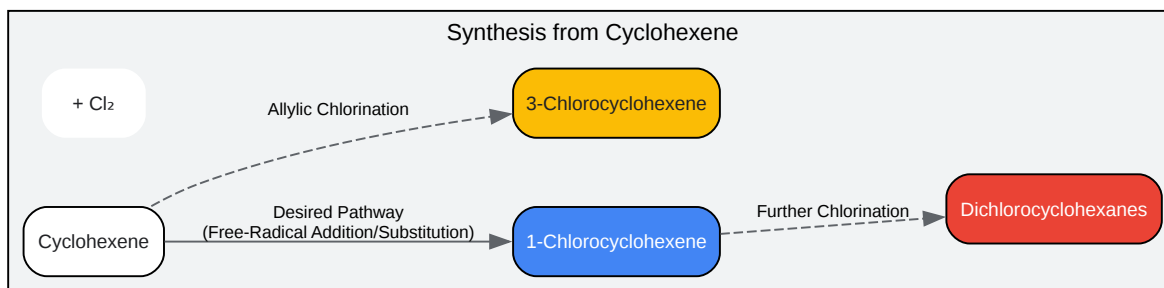 Synthesis from Cyclohexene
+ Cl₂
Allylic Chlorination
3-Chlorocyclohexene
Cyclohexene
Desired Pathway
(Free-Radical Addition/Substitution)
1-Chlorocyclohexene
Further Chlorination
Dichlorocyclohexanes